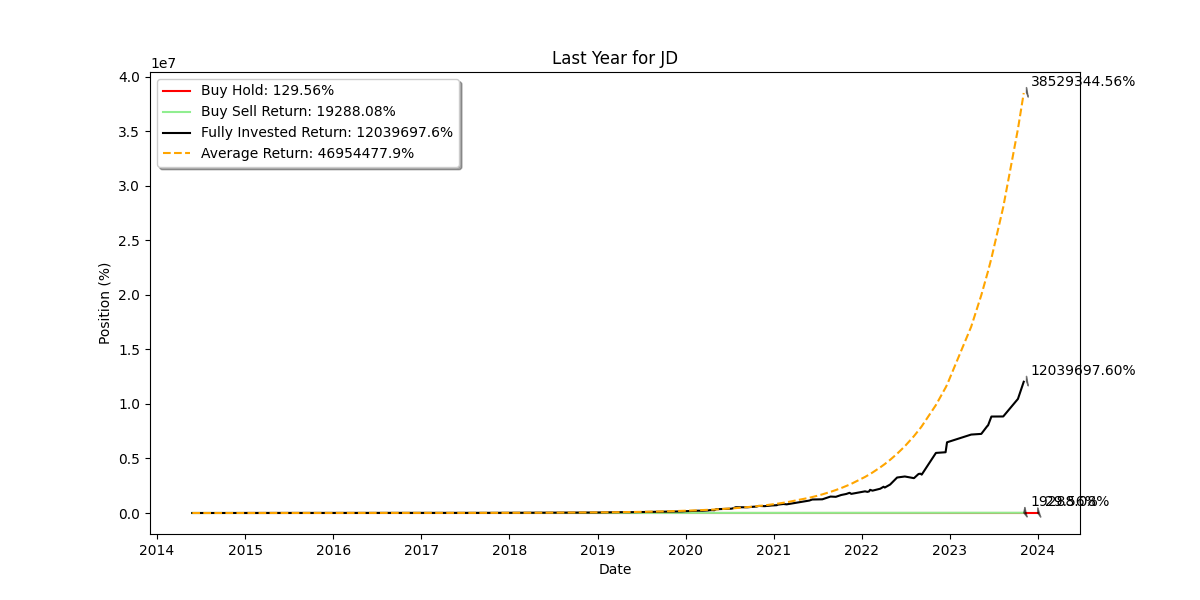 Last Year for JD
1e7
4.0
3.5
3.0
2.5
2.0
1.5
1.0
0.5
0.0
Position (%)
Buy Hold: 129.56%
Buy Sell Return: 19288.08%
Fully Invested Return: 12039697.6%
Average Return: 46954477.9%
38529344.56%
12039697.60%
2014 2015 2016 2017 2018 2019 2020 2021 2022 2023 2024
Date